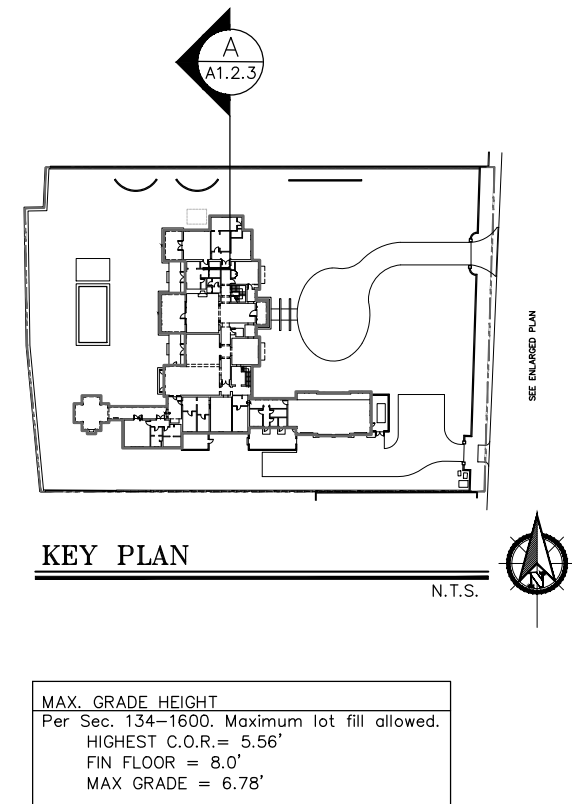 A
A1.2.3
SEE ENLARGED PLAN
KEY PLAN
N.T.S.
N
MAX. GRADE HEIGHT
Per Sec. 134-1600. Maximum lot fill allowed.
HIGHEST C.O.R.= 5.56'
FIN FLOOR = 8.0'
MAX GRADE = 6.78'